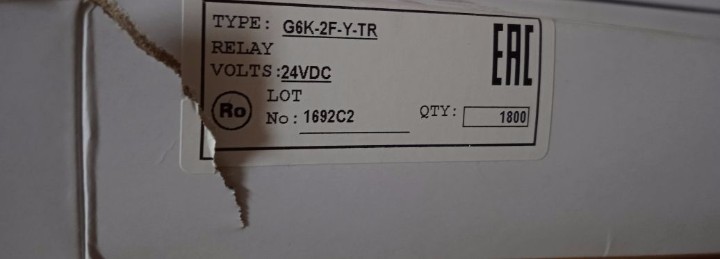 TYPE: G6K-2F-Y-TR
RELAY
VOLTS:24VDC
LOT
No: 1692C2
QTY: 1800
Ro
EAC